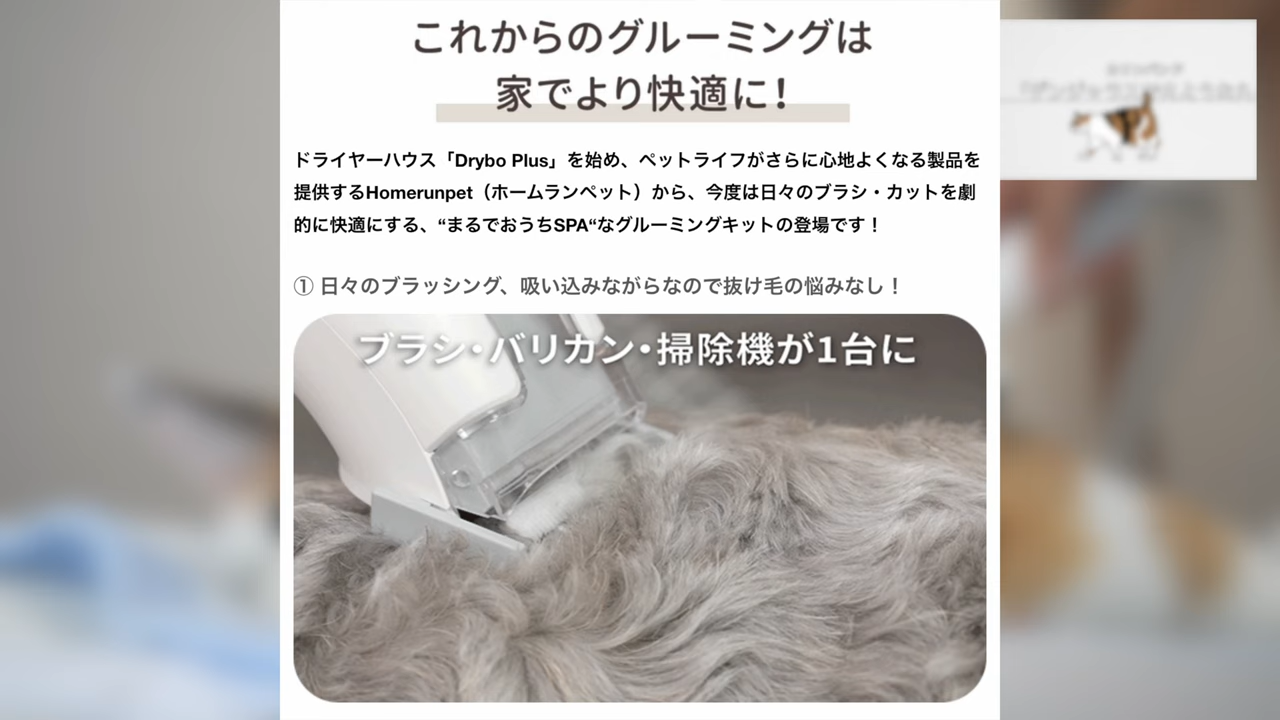 これからのグルーミングは
家でより快適に！
ドライヤーハウス「Drybo Plus」を始め、ペットライフがさらに心地よくなる製品を
提供するHomerunpet（ホームランペット）から、今度は日々のブラシ・カットを劇
的に快適にする、“まるでおうちSPA“なグルーミングキットの登場です！
① 日々のブラッシング、吸い込みながらなので抜け毛の悩みなし！
ブラシ・バリカン・掃除機が1台に